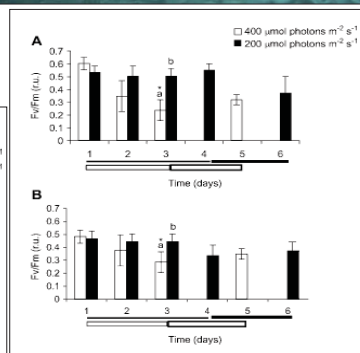 400 μmol photons m⁻² s⁻¹
200 μmol photons m⁻² s⁻¹
A
Fv/Fm (r.u.)
0.7
0.6
0.5
0.4
0.3
0.2
0.1
0
* a b
1 2 3 4 5 6
Time (days)
B
Fv/Fm (r.u.)
0.7
0.6
0.5
0.4
0.3
0.2
0.1
0
* a b
1 2 3 4 5 6
Time (days)